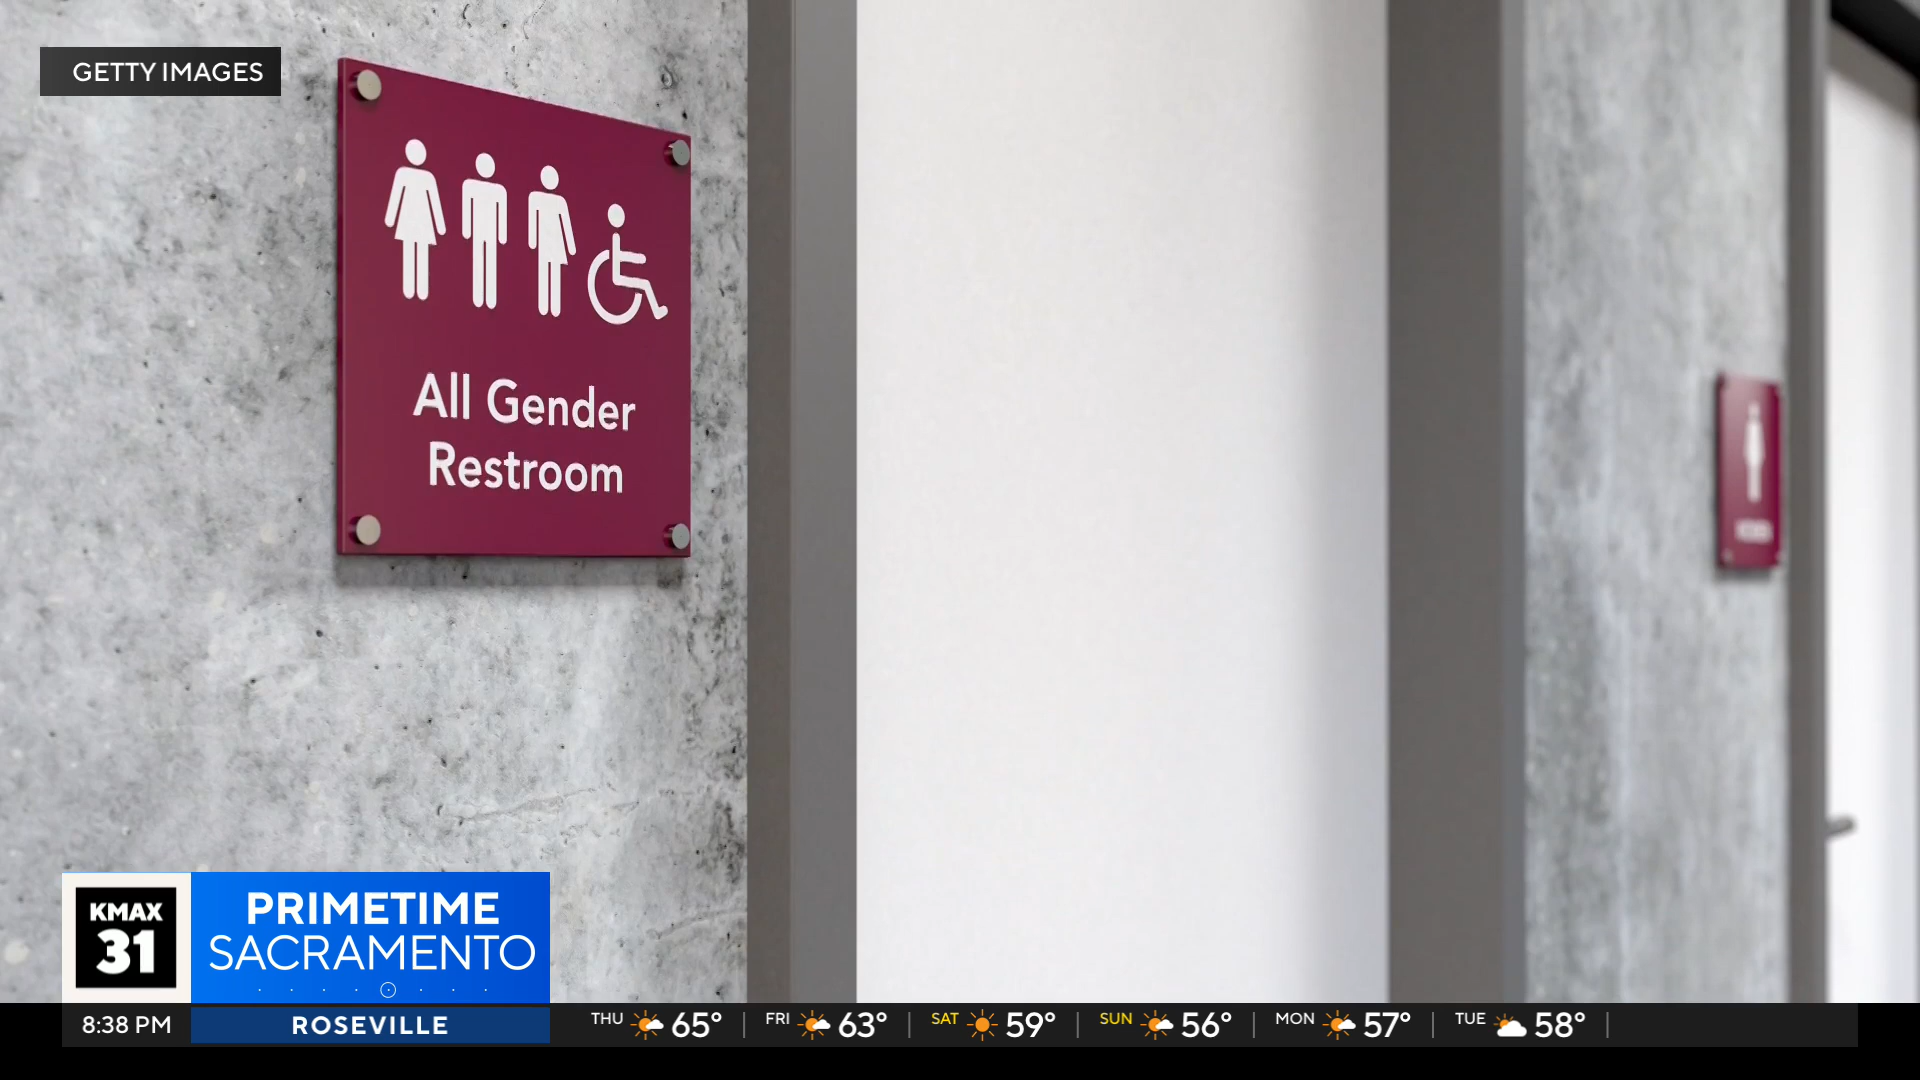 GETTY IMAGES
All Gender
Restroom
KMAX
31
PRIMETIME
SACRAMENTO
8:38 PM
ROSEVILLE
THU 65° FRI 63° SAT 59° SUN 56° MON 57° TUE 58°